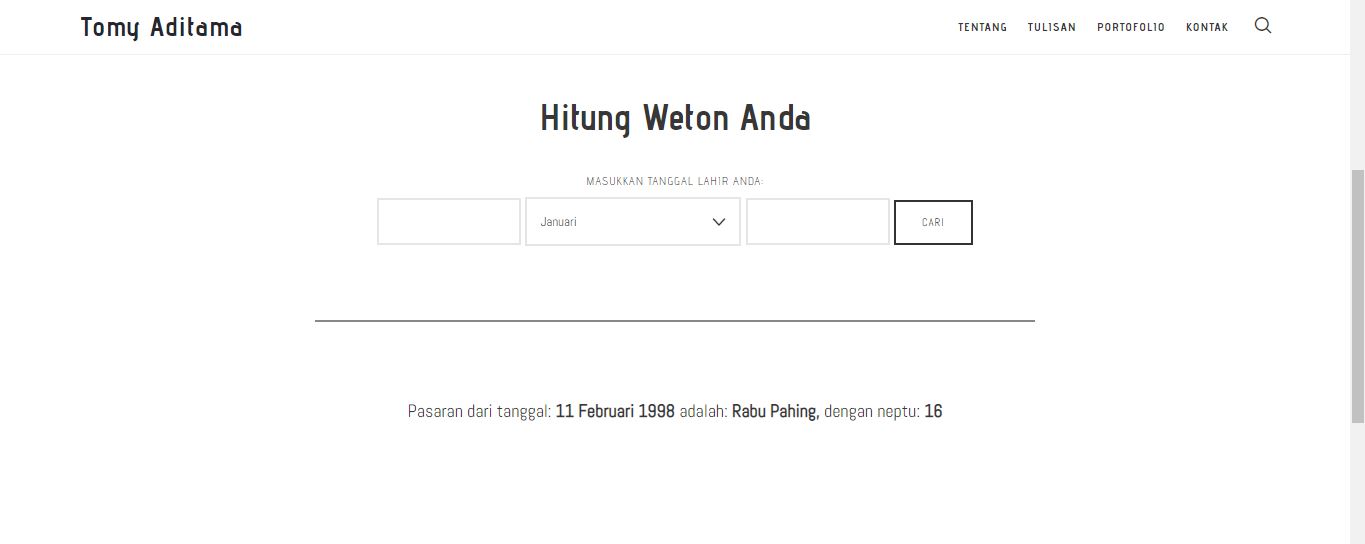 Tomy Aditama
TENTANG TULISAN PORTOFOLIO KONTAK
Hitung Weton Anda
MASUKKAN TANGGAL LAHIR ANDA:
Januari CARI
Pasaran dari tanggal: 11 Februari 1998 adalah: Rabu Pahing, dengan neptu: 16